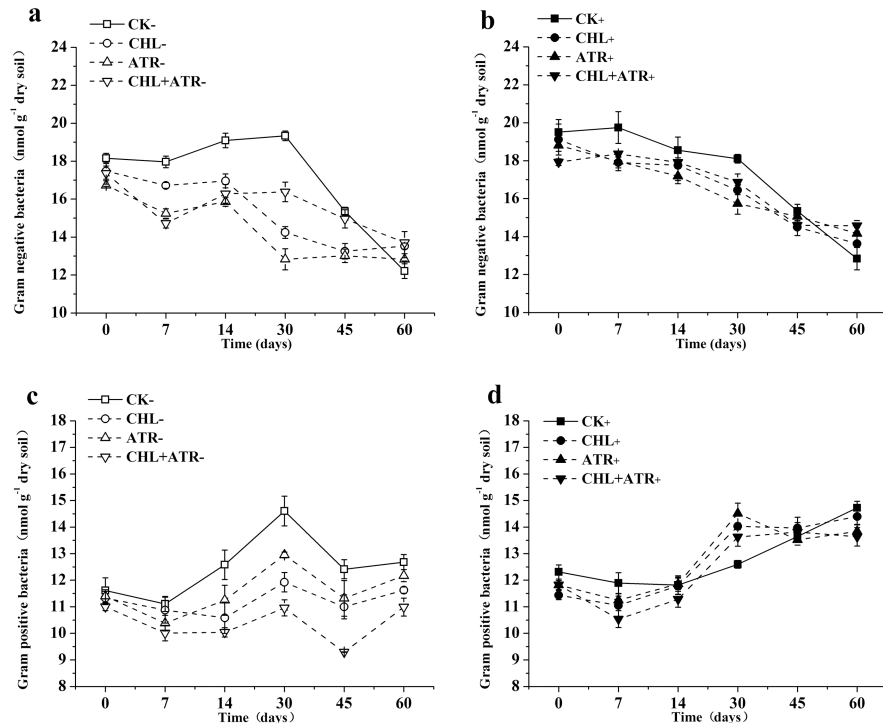 a
CK-
CHL-
ATR-
CHL+ATR-
Gram negative bacteria（nmol g-1 dry soil）
24
22
20
18
16
14
12
10
0 7 14 30 45 60
Time (days)
b
CK+
CHL+
ATR+
CHL+ATR+
Gram negative bacteria（nmol g-1 dry soil）
24
22
20
18
16
14
12
10
0 7 14 30 45 60
Time (days)
c
CK-
CHL-
ATR-
CHL+ATR-
Gram positive bacteria（nmol g-1 dry soil）
18
17
16
15
14
13
12
11
10
9
8
0 7 14 30 45 60
Time（days）
d
CK+
CHL+
ATR+
CHL+ATR+
Gram positive bacteria（nmol g-1 dry soil）
18
17
16
15
14
13
12
11
10
9
8
0 7 14 30 45 60
Time（days）